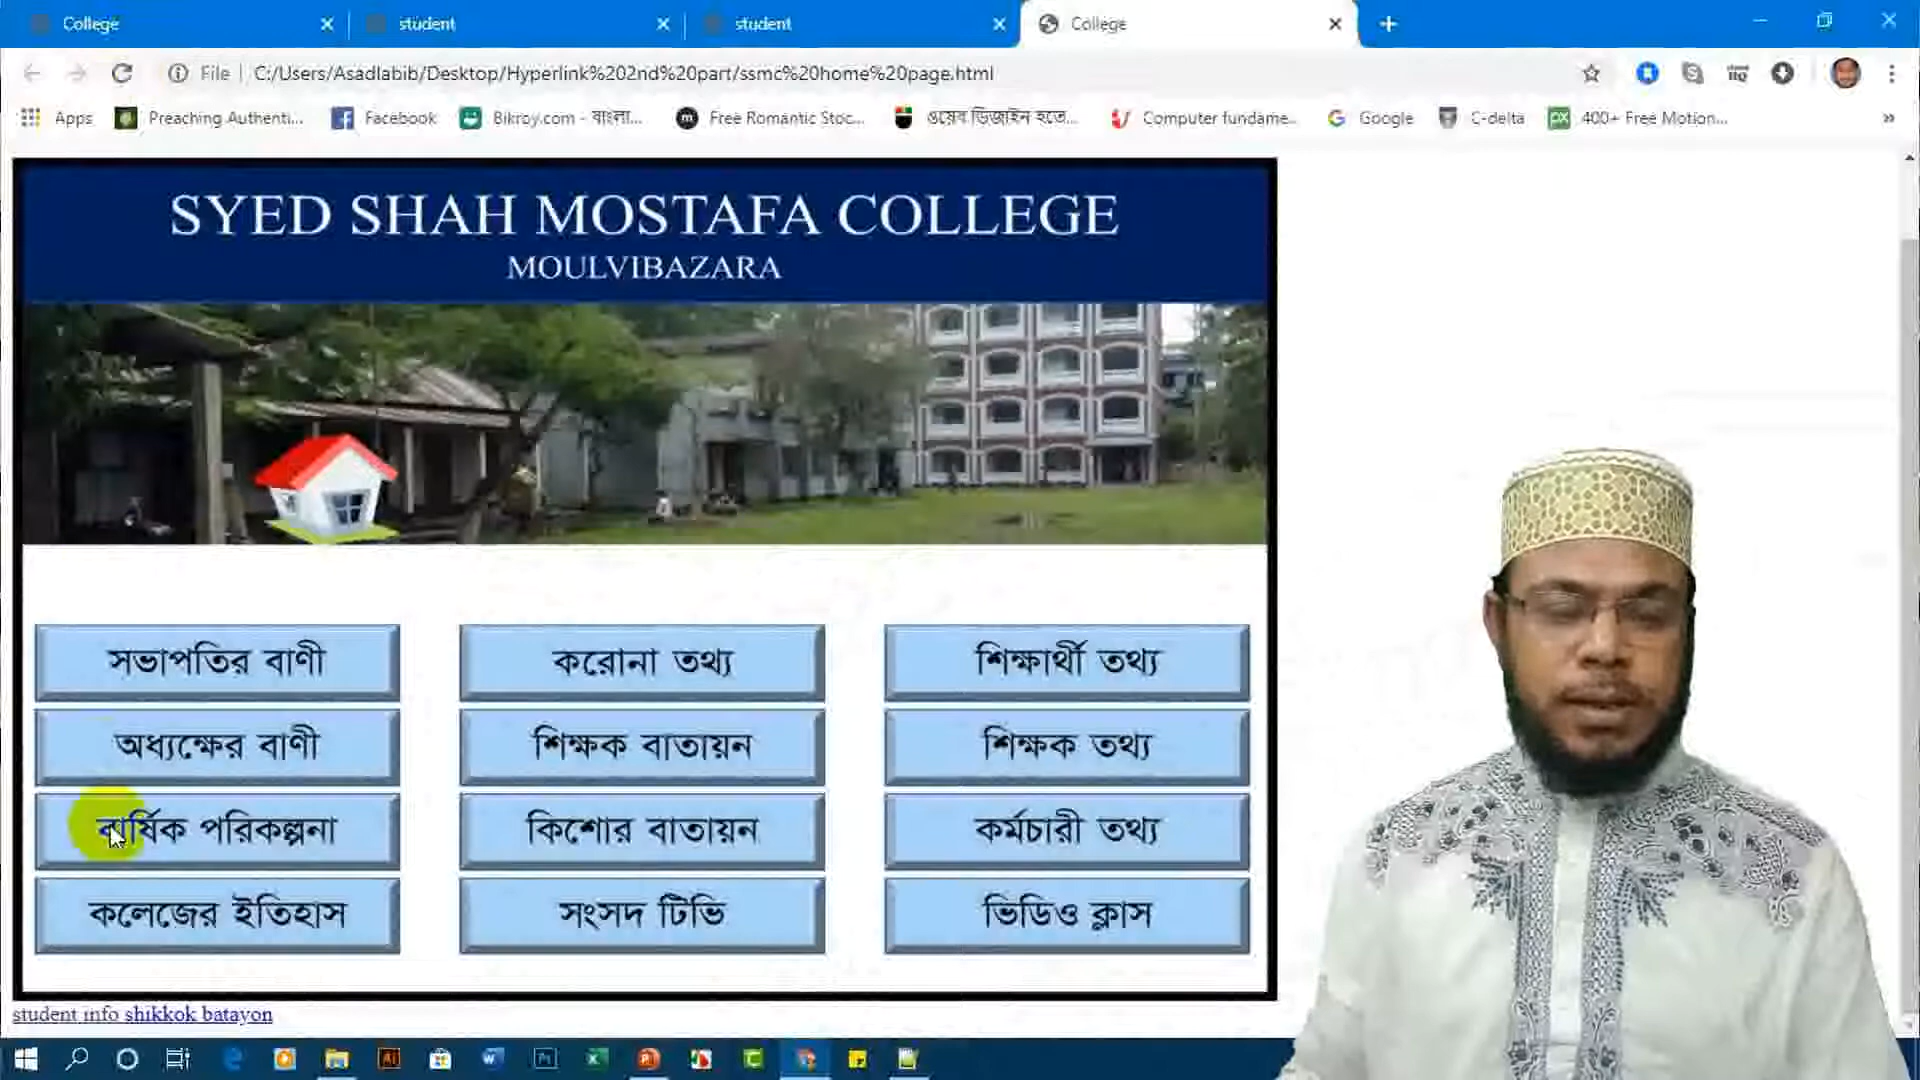 College student student College
File C:/Users/Asadlabib/Desktop/Hyperlink%202nd%20part/ssmc%20home%20page.html
Apps Preaching Authenti... Facebook Bikroy.com - বাংলা... Free Romantic Stoc... ওয়েব ডিজাইন হতে... Computer fundame... Google C-delta 400+ Free Motion...
SYED SHAH MOSTAFA COLLEGE
MOULVIBAZARA
সভাপতির বাণী করোনা তথ্য শিক্ষার্থী তথ্য
অধ্যক্ষের বাণী শিক্ষক বাতায়ন শিক্ষক তথ্য
বার্ষিক পরিকল্পনা কিশোর বাতায়ন কর্মচারী তথ্য
কলেজের ইতিহাস সংসদ টিভি ভিডিও ক্লাস
student info shikkok batayon